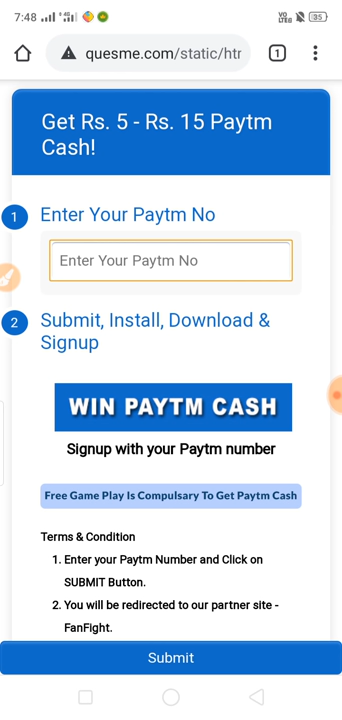 7:48
4G
VO
LTE
35
quesme.com/static/htr
1
Get Rs. 5 - Rs. 15 Paytm
Cash!
1
Enter Your Paytm No
Enter Your Paytm No
2
Submit, Install, Download &
Signup
WIN PAYTM CASH
Signup with your Paytm number
Free Game Play Is Compulsary To Get Paytm Cash
Terms & Condition
1. Enter your Paytm Number and Click on
SUBMIT Button.
2. You will be redirected to our partner site -
FanFight.
Submit